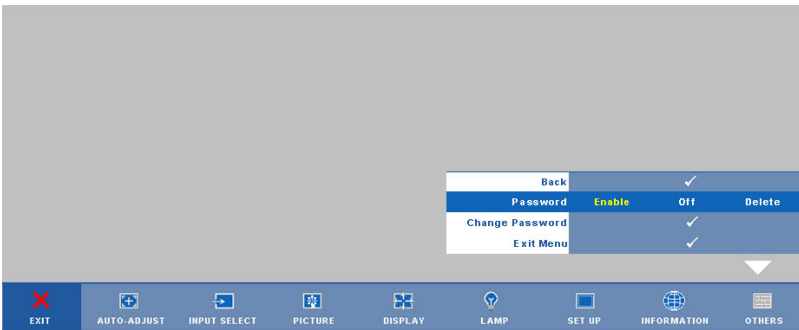 Back
Password Enable Off Delete
Change Password
Exit Menu
EXIT AUTO-ADJUST INPUT SELECT PICTURE DISPLAY LAMP SET UP INFORMATION OTHERS